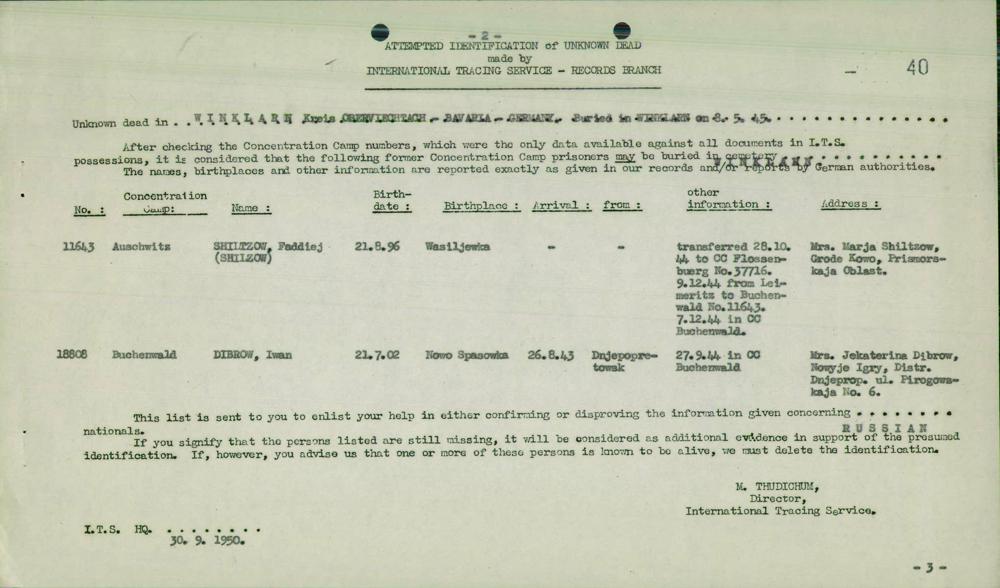 - 2 -
ATTEMPTED IDENTIFICATION of UNKNOWN DEAD
made by
INTERNATIONAL TRACING SERVICE - RECORDS BRANCH
- 40
Unknown dead in . . WINKLARN Kreis OBERVIECHTACH - BAVARIA - GERMANY. Buried in WINKLARN on 8. 5. 45.
After checking the Concentration Camp numbers, which were the only data available against all documents in I.T.S.
possessions, it is considered that the following former Concentration Camp prisoners may be buried in cemetery
The names, birthplaces and other information are reported exactly as given in our records and/or reports by German authorities.
No. : Concentration Camp: Name : Birth-date : Birthplace : Arrival : from : other information : Address :
11643 Auschwitz SHILTZOW, Faddiej 21.8.96 Wasiljewka - - transferred 28.10. Mrs. Marja Shiltzow,
(SHILZOW) 44 to CC Flossen- Grode Kowo, Prismors-
buerg No.37716. kaja Oblast.
9.12.44 from Lei-
meritz to Buchen-
wald No.11643.
7.12.44 in CC
Buchenwald.
18808 Buchenwald DIBROW, Iwan 21.7.02 Nowo Spasowka 26.8.43 Dnjepopre- 27.9.44 in CC Mrs. Jekaterina Dibrow,
towsk Buchenwald Nowyje Igry, Distr.
Dnjeprop. ul. Pirogows-
kaja No. 6.
This list is sent to you to enlist your help in either confirming or disproving the information given concerning . . . . . . . .
RUSSIAN
nationals.
If you signify that the persons listed are still missing, it will be considered as additional evidence in support of the presumed
identification. If, however, you advise us that one or more of these persons is known to be alive, we must delete the identification.
M. THUDICHUM,
Director,
International Tracing Service.
I.T.S. HQ. . . . . . . . .
30. 9. 1950.
- 3 -